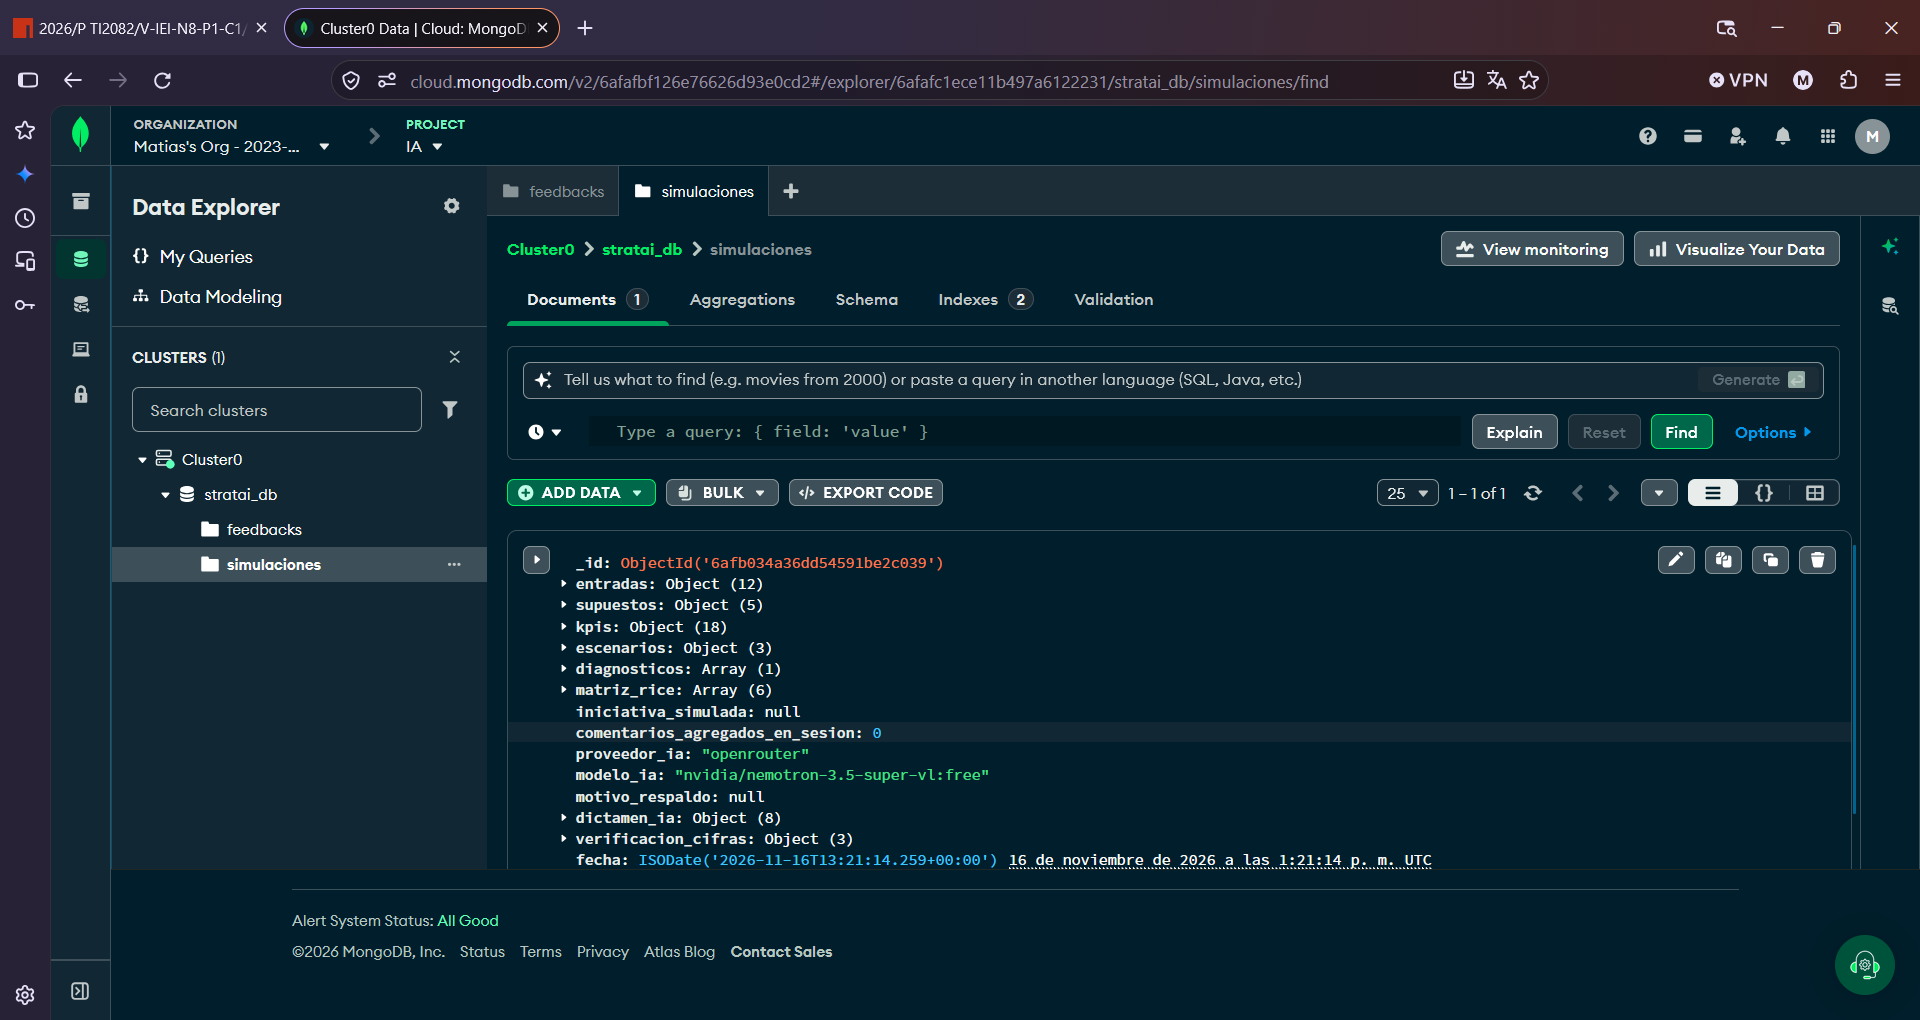 2026/P TI2082/V-IEI-N8-P1-C1/
Cluster0 Data | Cloud: MongoD
cloud.mongodb.com/v2/6afafbf126e76626d93e0cd2#/explorer/6afafc1ece11b497a6122231/stratai_db/simulaciones/find
VPN
M
ORGANIZATION
Matias's Org - 2023-...
PROJECT
IA
M
Data Explorer
My Queries
Data Modeling
CLUSTERS (1)
Search clusters
Cluster0
stratai_db
feedbacks
simulaciones
feedbacks
simulaciones
Cluster0 > stratai_db > simulaciones
View monitoring
Visualize Your Data
Documents 1
Aggregations
Schema
Indexes 2
Validation
Tell us what to find (e.g. movies from 2000) or paste a query in another language (SQL, Java, etc.)
Generate
Type a query: { field: 'value' }
Explain
Reset
Find
Options
ADD DATA
BULK
EXPORT CODE
25
1 – 1 of 1
_id: ObjectId('6afb034a36dd54591be2c039')
entradas: Object (12)
supuestos: Object (5)
kpis: Object (18)
escenarios: Object (3)
diagnosticos: Array (1)
matriz_rice: Array (6)
iniciativa_simulada: null
comentarios_agregados_en_sesion: 0
proveedor_ia: "openrouter"
modelo_ia: "nvidia/nemotron-3.5-super-vl:free"
motivo_respaldo: null
dictamen_ia: Object (8)
verificacion_cifras: Object (3)
fecha: ISODate('2026-11-16T13:21:14.259+00:00') 16 de noviembre de 2026 a las 1:21:14 p. m. UTC
Alert System Status: All Good
©2026 MongoDB, Inc. Status Terms Privacy Atlas Blog Contact Sales